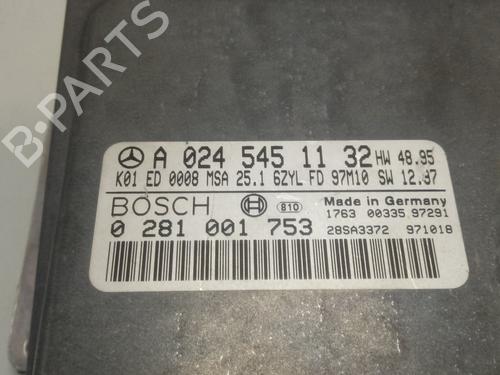 A 024 545 11 32 HW 48.95
K01 ED 0008 MSA 25.1 6ZYL FD 97M10 SW 12.97
BOSCH 810 Made in Germany
1763 00335.97291
0 281 001 753 28SA3372 971018
B-PARTS